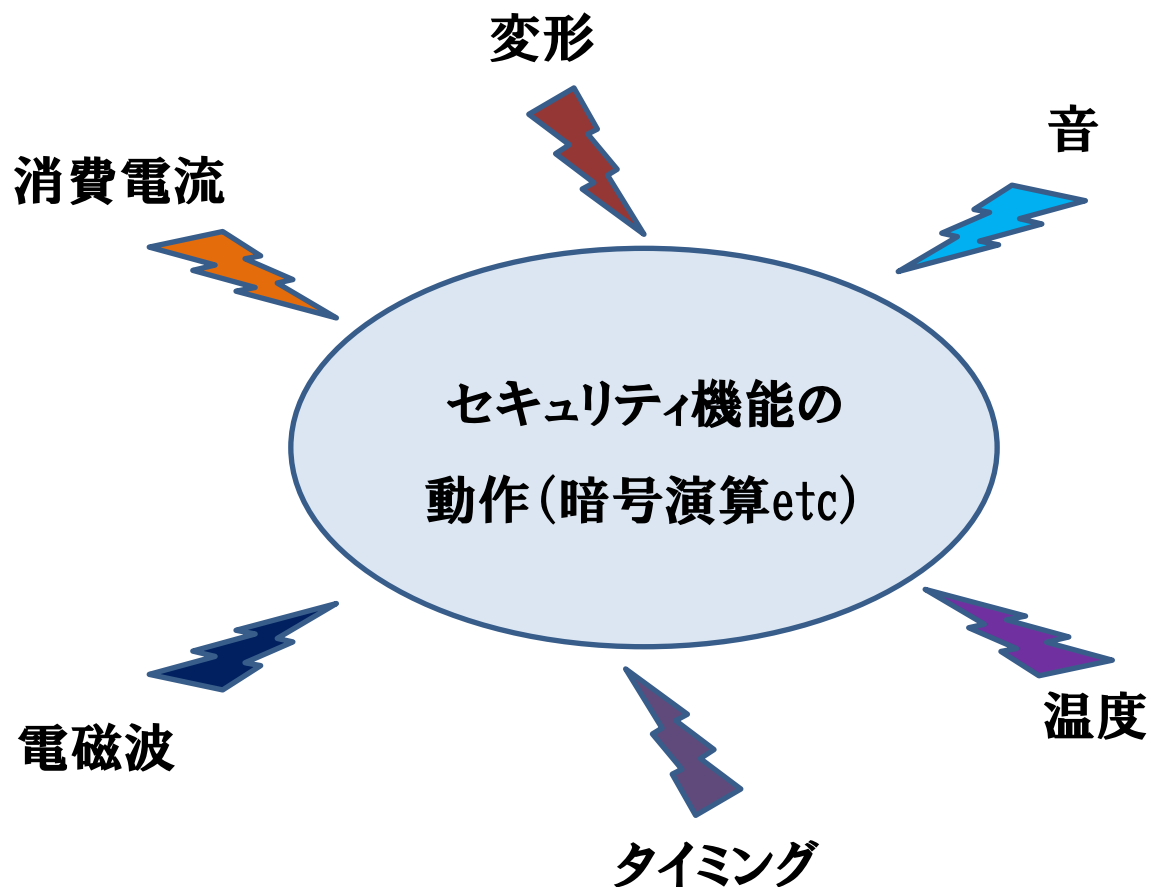 変形
音
消費電流
セキュリティ機能の
動作(暗号演算etc)
温度
電磁波
タイミング